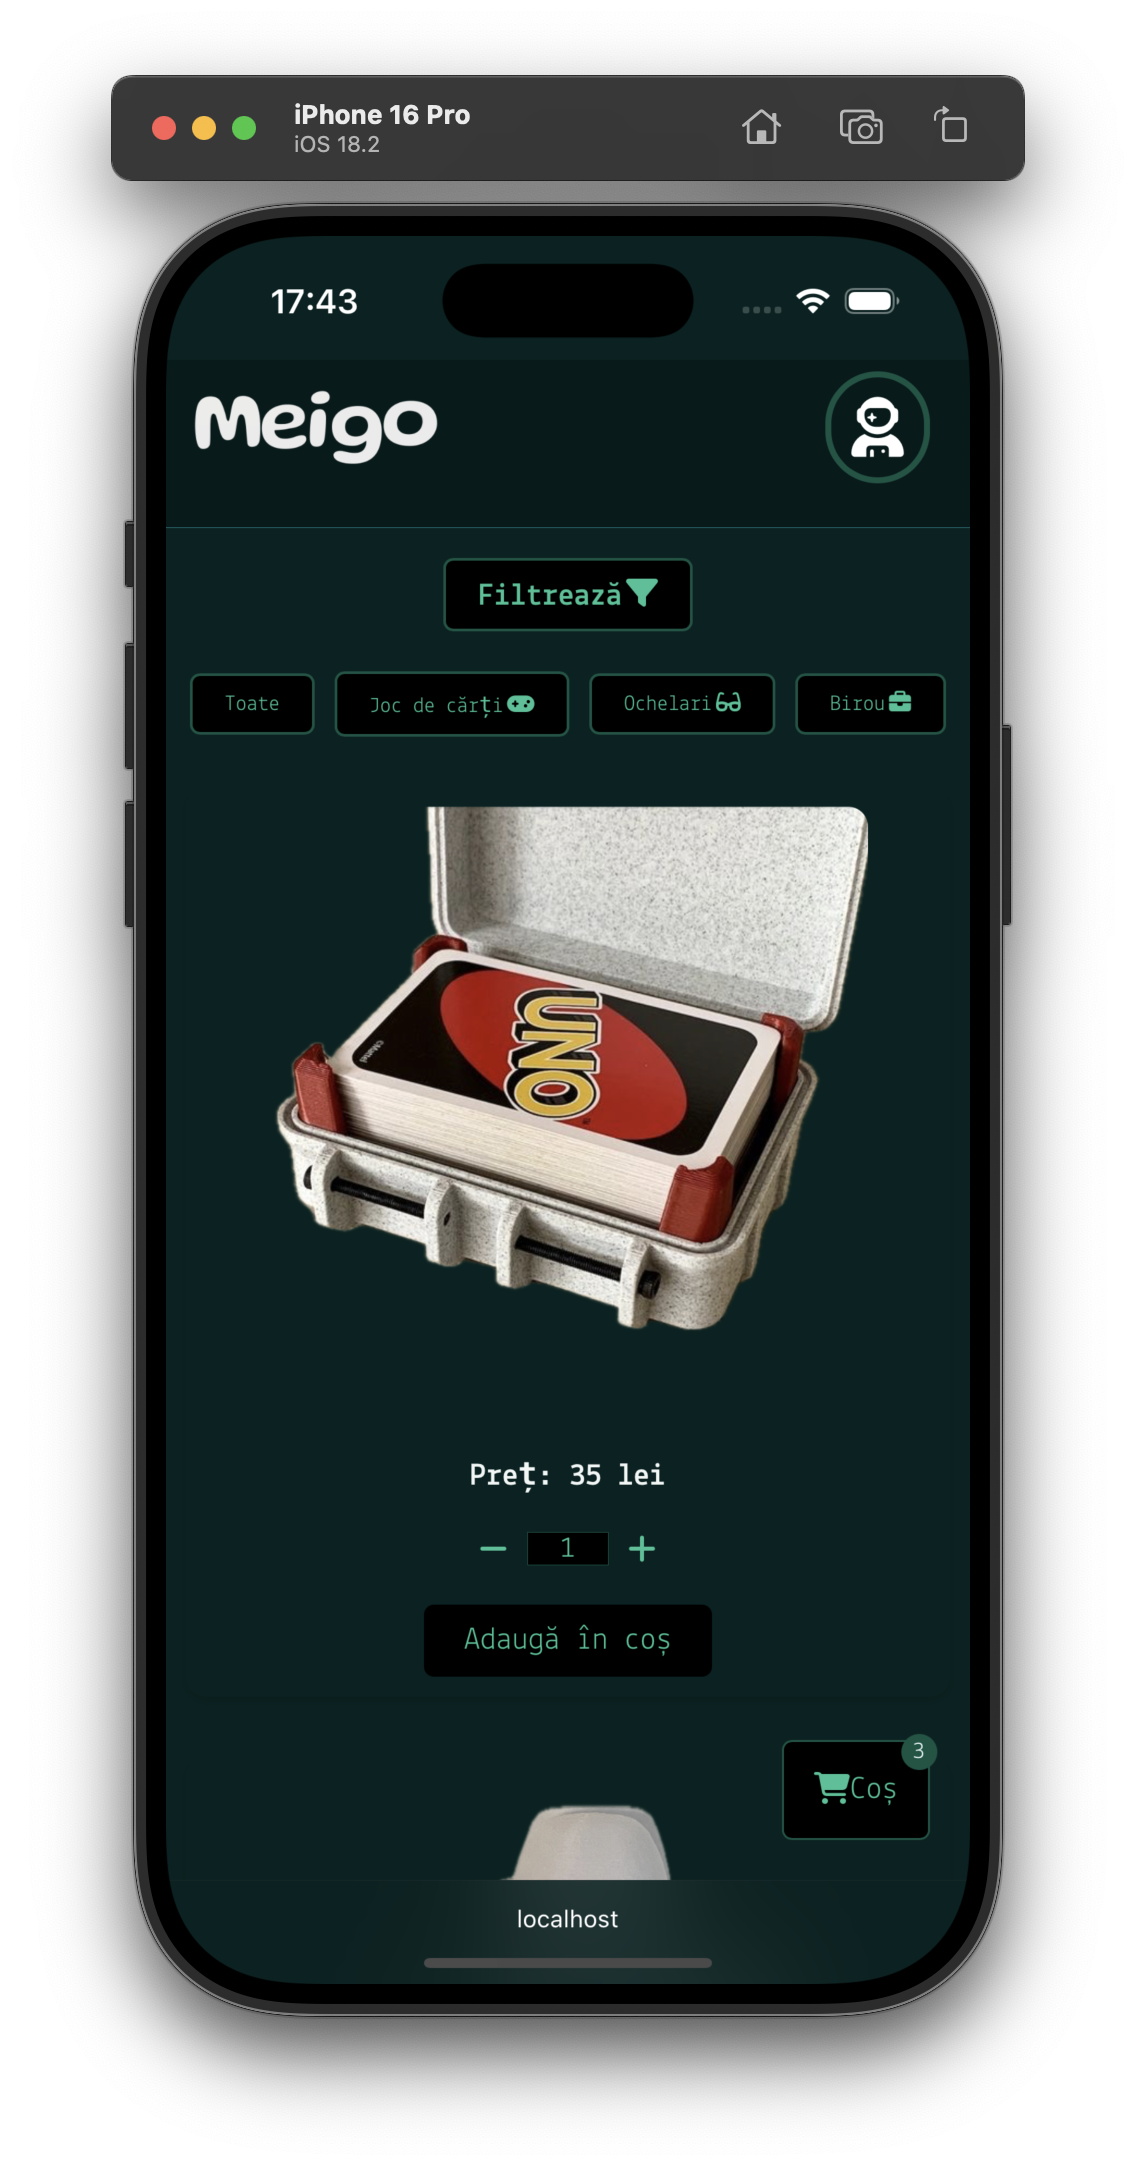 iPhone 16 Pro
iOS 18.2
17:43
Meigo
Filtrează
Toate
Joc de cărți
Ochelari
Birou
UNO
©Mattel
Preț: 35 lei
1
Adaugă în coș
3
Coș
localhost